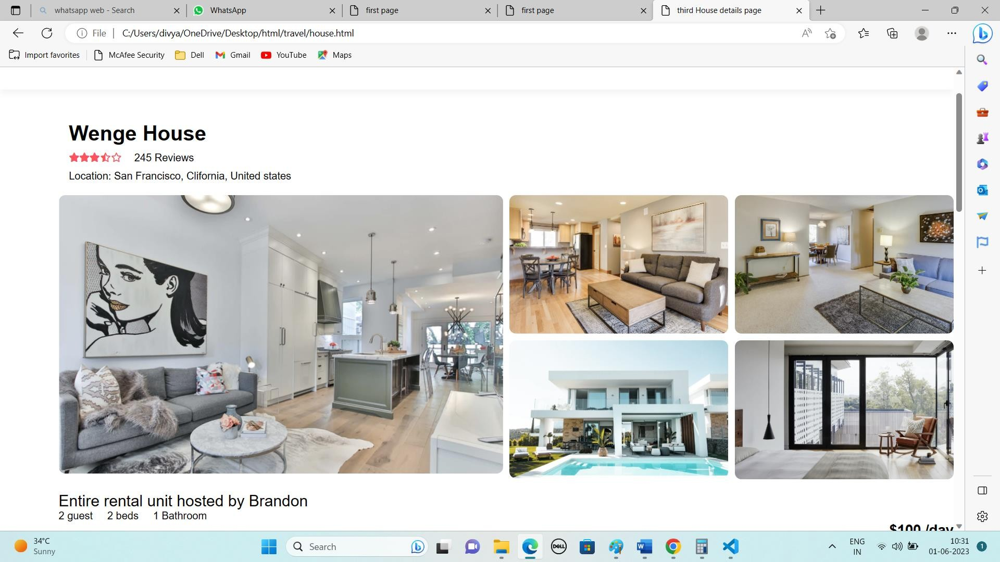 whatsapp web - Search
WhatsApp
first page
first page
third House details page
File
C:/Users/divya/OneDrive/Desktop/html/travel/house.html
Import favorites
McAfee Security
Dell
Gmail
YouTube
Maps
Wenge House
245 Reviews
Location: San Francisco, Clifornia, United states
Entire rental unit hosted by Brandon
2 guest 2 beds 1 Bathroom
$100 /day
34°C
Sunny
Search
DELL
ENG
IN
10:31
01-06-2023
1